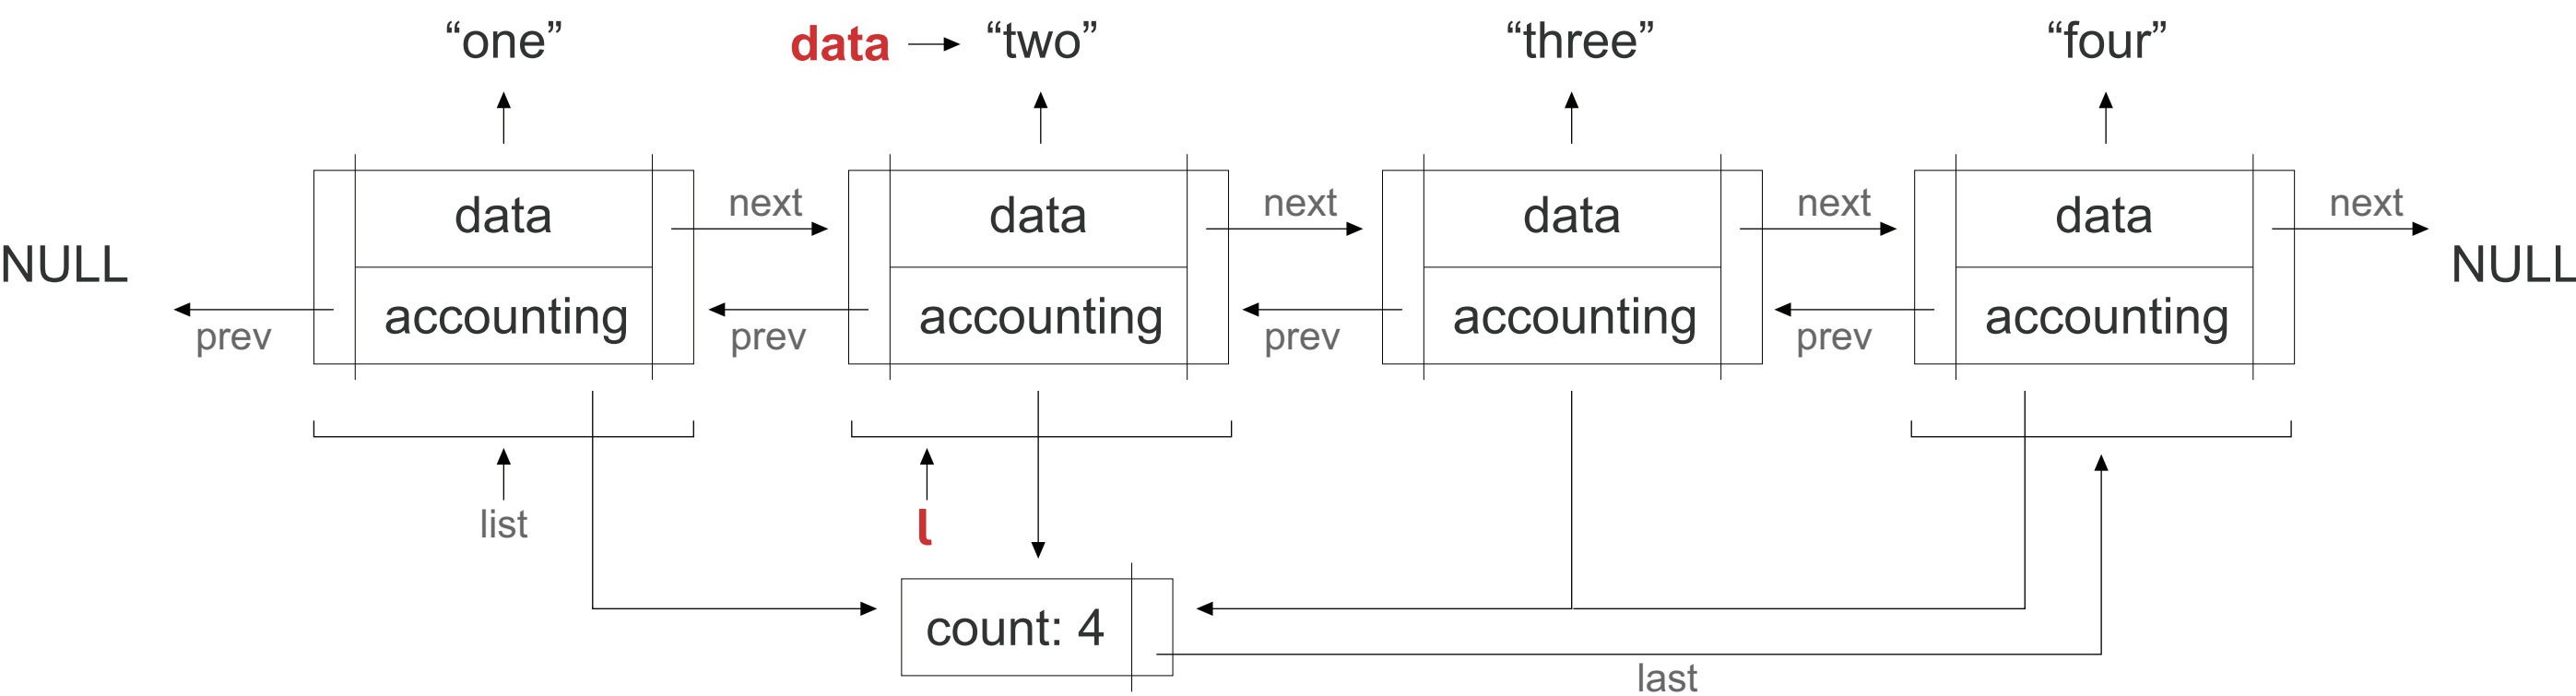 “one”
data
“two”
“three”
“four”
NULL
data
next
data
next
data
next
data
next
NULL
prev
accounting
prev
accounting
prev
accounting
prev
accounting
list
l
count: 4
last